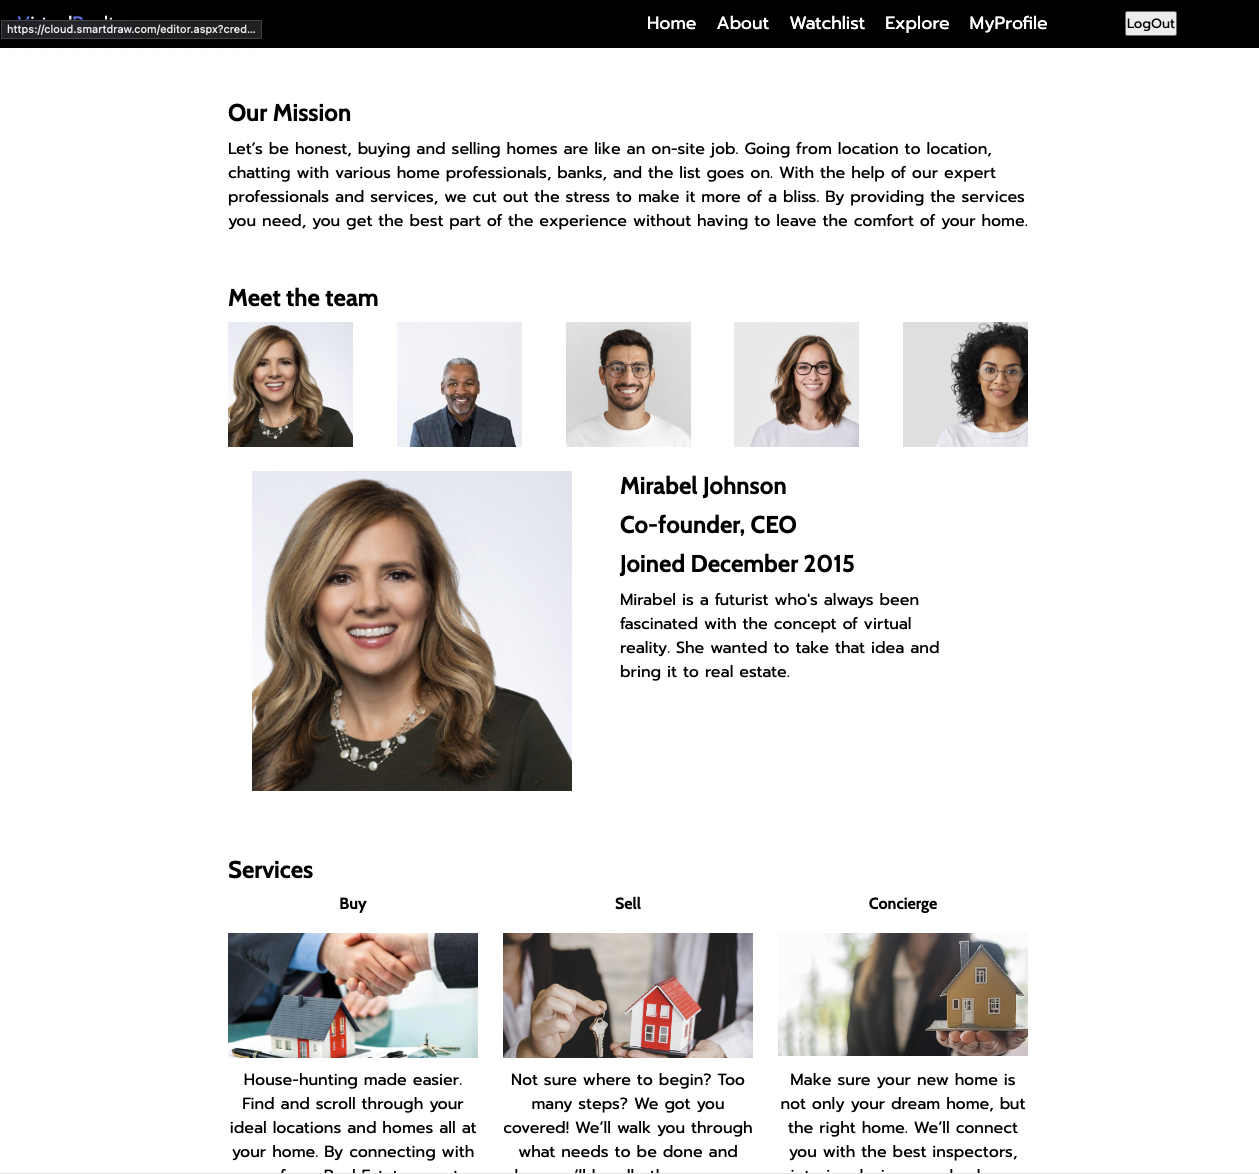 https://cloud.smartdraw.com/editor.aspx?cred...
Home About Watchlist Explore MyProfile LogOut
Our Mission
Let’s be honest, buying and selling homes are like an on-site job. Going from location to location,
chatting with various home professionals, banks, and the list goes on. With the help of our expert
professionals and services, we cut out the stress to make it more of a bliss. By providing the services
you need, you get the best part of the experience without having to leave the comfort of your home.
Meet the team
Mirabel Johnson
Co-founder, CEO
Joined December 2015
Mirabel is a futurist who's always been
fascinated with the concept of virtual
reality. She wanted to take that idea and
bring it to real estate.
Services
Buy
House-hunting made easier.
Find and scroll through your
ideal locations and homes all at
your home. By connecting with
Sell
Not sure where to begin? Too
many steps? We got you
covered! We’ll walk you through
what needs to be done and
Concierge
Make sure your new home is
not only your dream home, but
the right home. We’ll connect
you with the best inspectors,